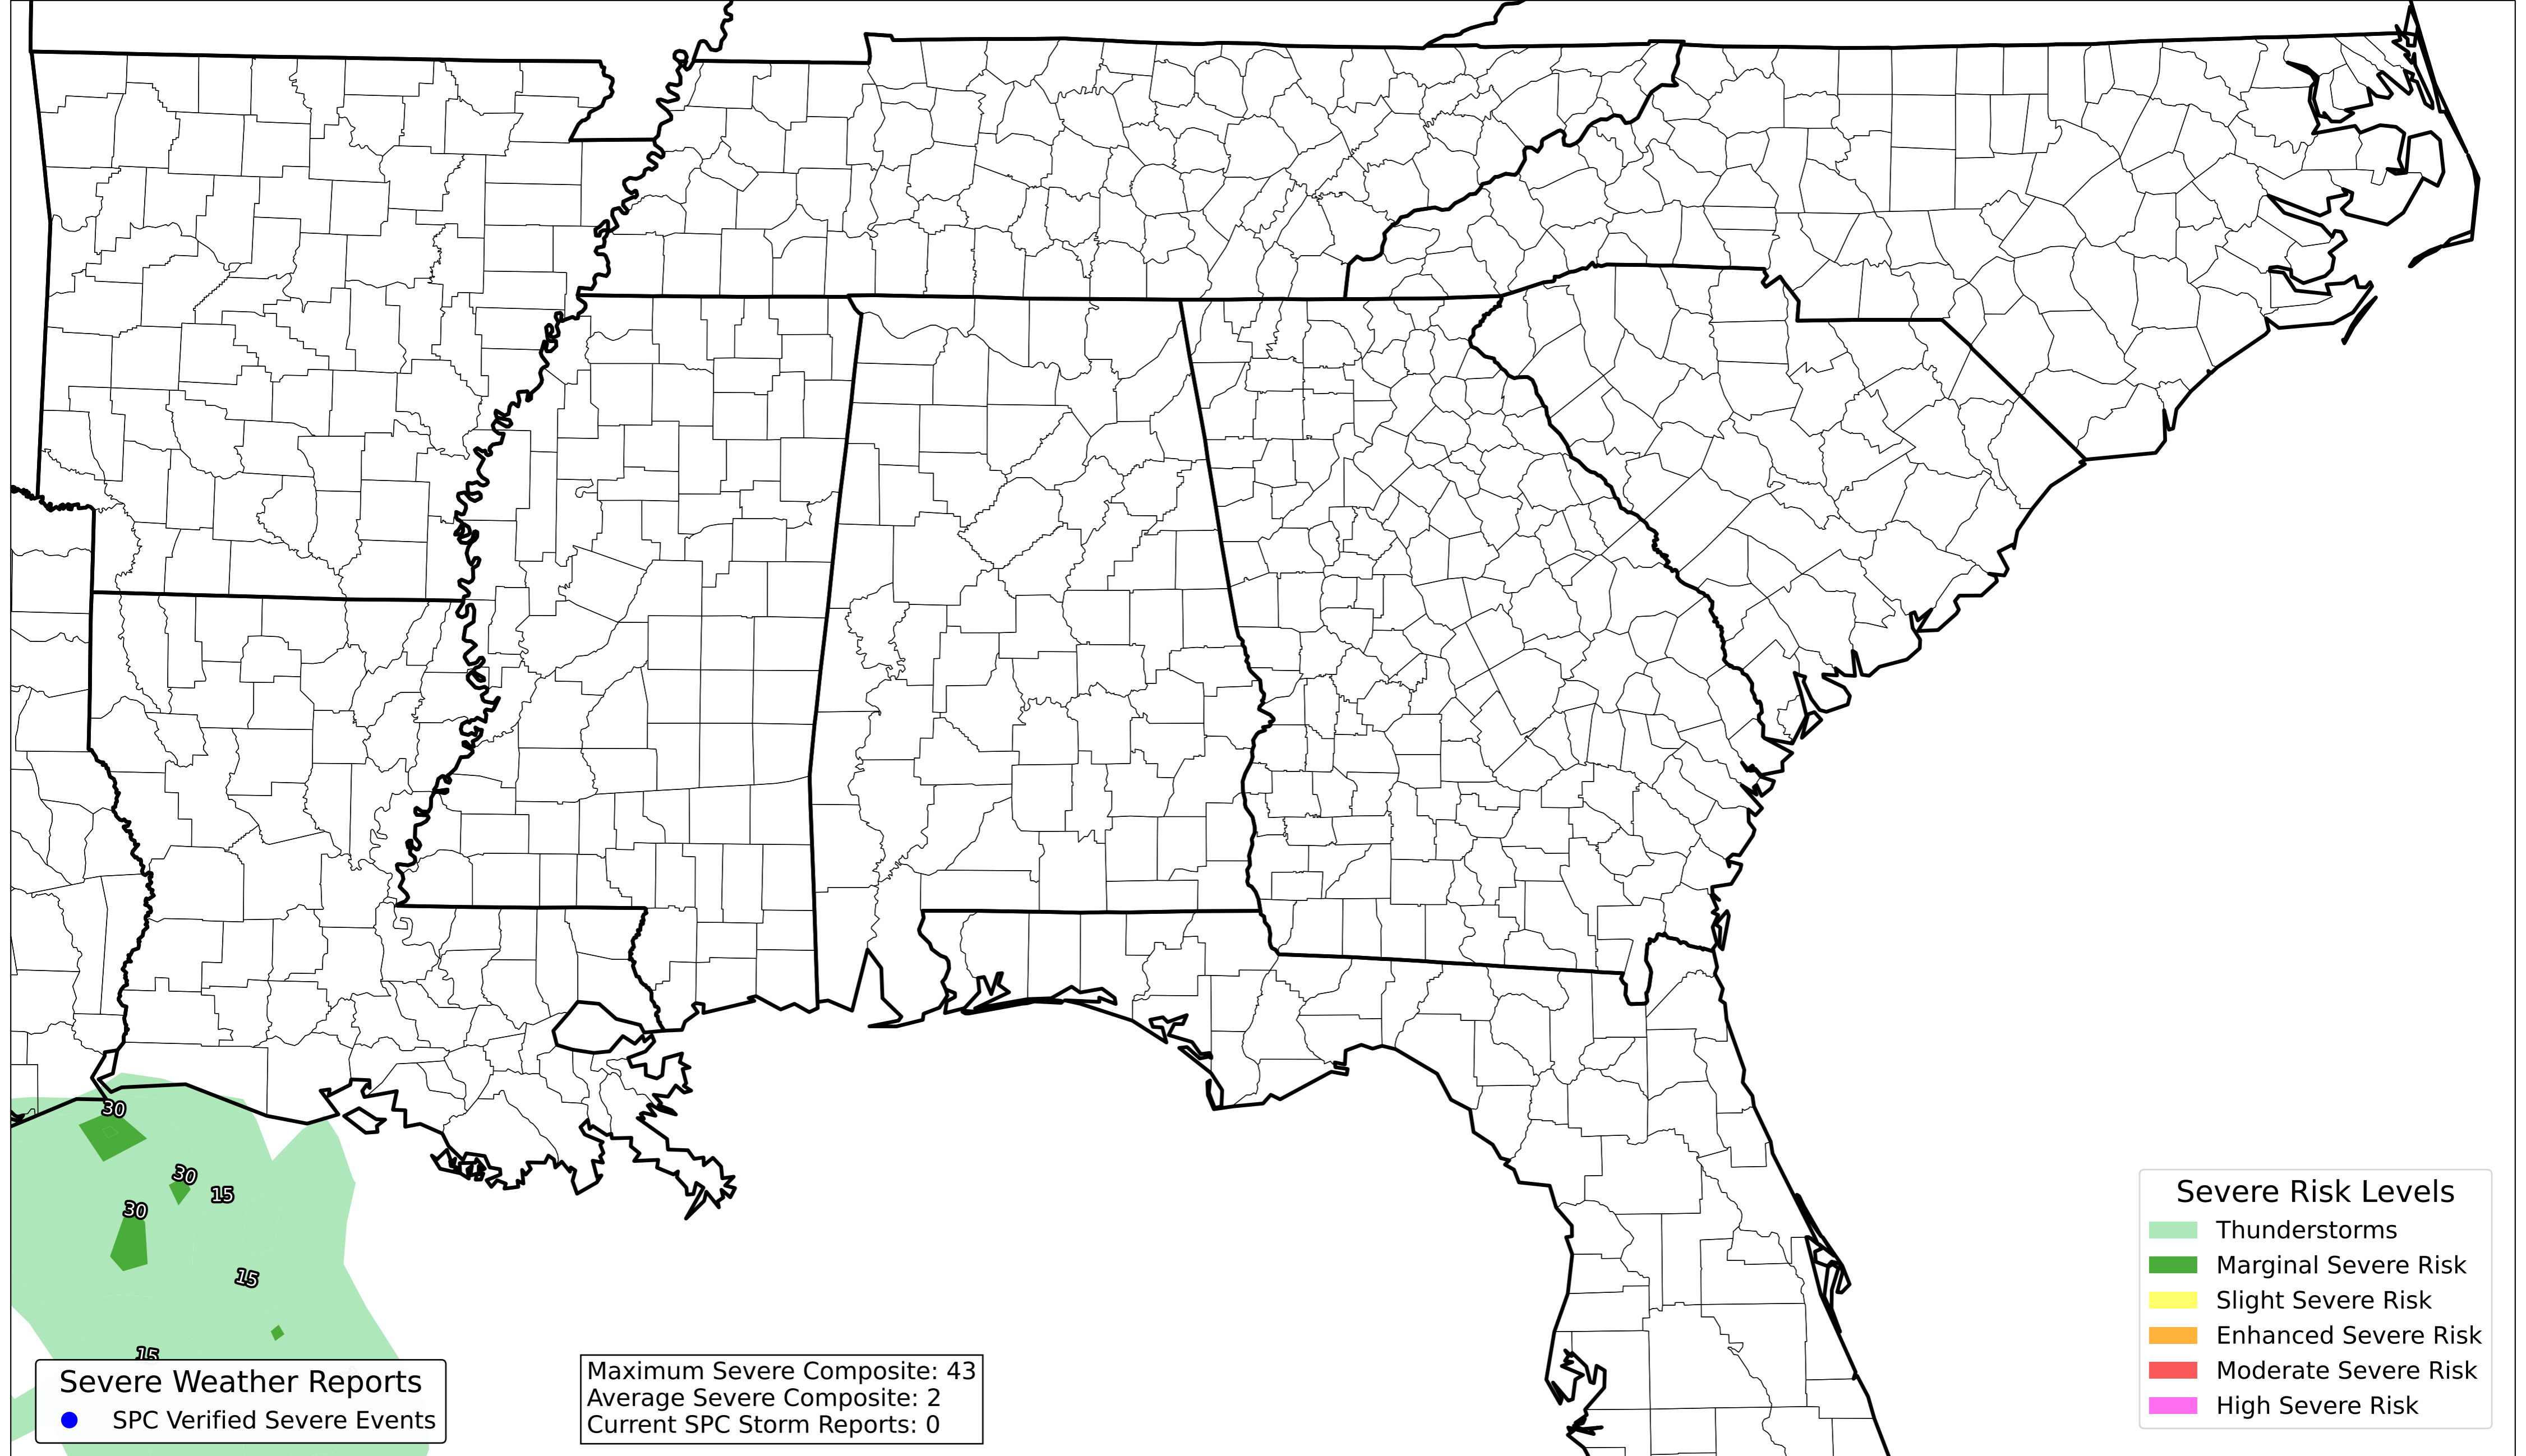 30
30
15
30
15
15
Severe Weather Reports
SPC Verified Severe Events
Maximum Severe Composite: 43
Average Severe Composite: 2
Current SPC Storm Reports: 0
Severe Risk Levels
Thunderstorms
Marginal Severe Risk
Slight Severe Risk
Enhanced Severe Risk
Moderate Severe Risk
High Severe Risk